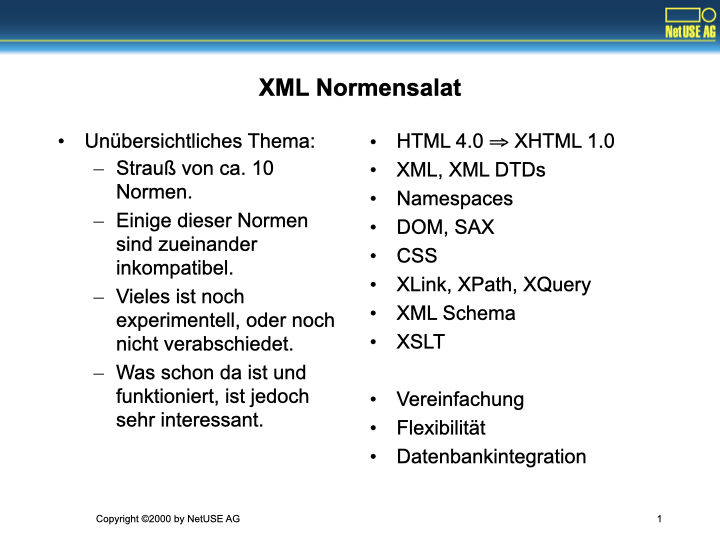 NetUSE AG
XML Normensalat
• Unübersichtliches Thema:
– Strauß von ca. 10
Normen.
– Einige dieser Normen
sind zueinander
inkompatibel.
– Vieles ist noch
experimentell, oder noch
nicht verabschiedet.
– Was schon da ist und
funktioniert, ist jedoch
sehr interessant.
• HTML 4.0 ⇒ XHTML 1.0
• XML, XML DTDs
• Namespaces
• DOM, SAX
• CSS
• XLink, XPath, XQuery
• XML Schema
• XSLT
• Vereinfachung
• Flexibilität
• Datenbankintegration
Copyright ©2000 by NetUSE AG
1